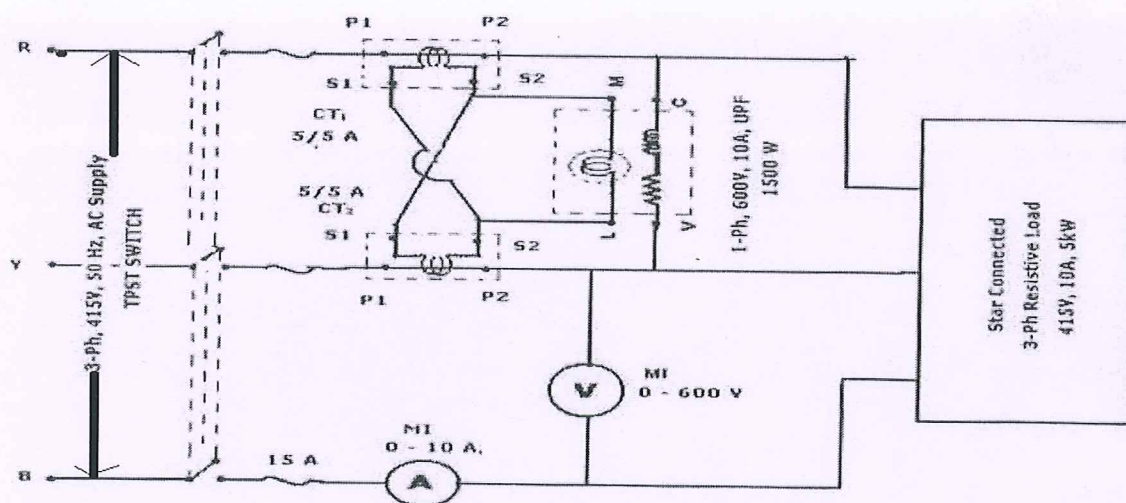 P1
P2
R
S1
S2
M
C
CT₁
5/5 A
5/5 A
CT₂
S1
S2
L
V
P1
P2
Y
3-Ph, 415V, 50 Hz, AC Supply
TPST SWITCH
1-Ph, 600V, 10A, UPF
1500 W
Star Connected
3-Ph Resistive Load
415V, 10A, 5kW
V
MI
0 - 600 V
MI
0 - 10 A.
15 A
B
A